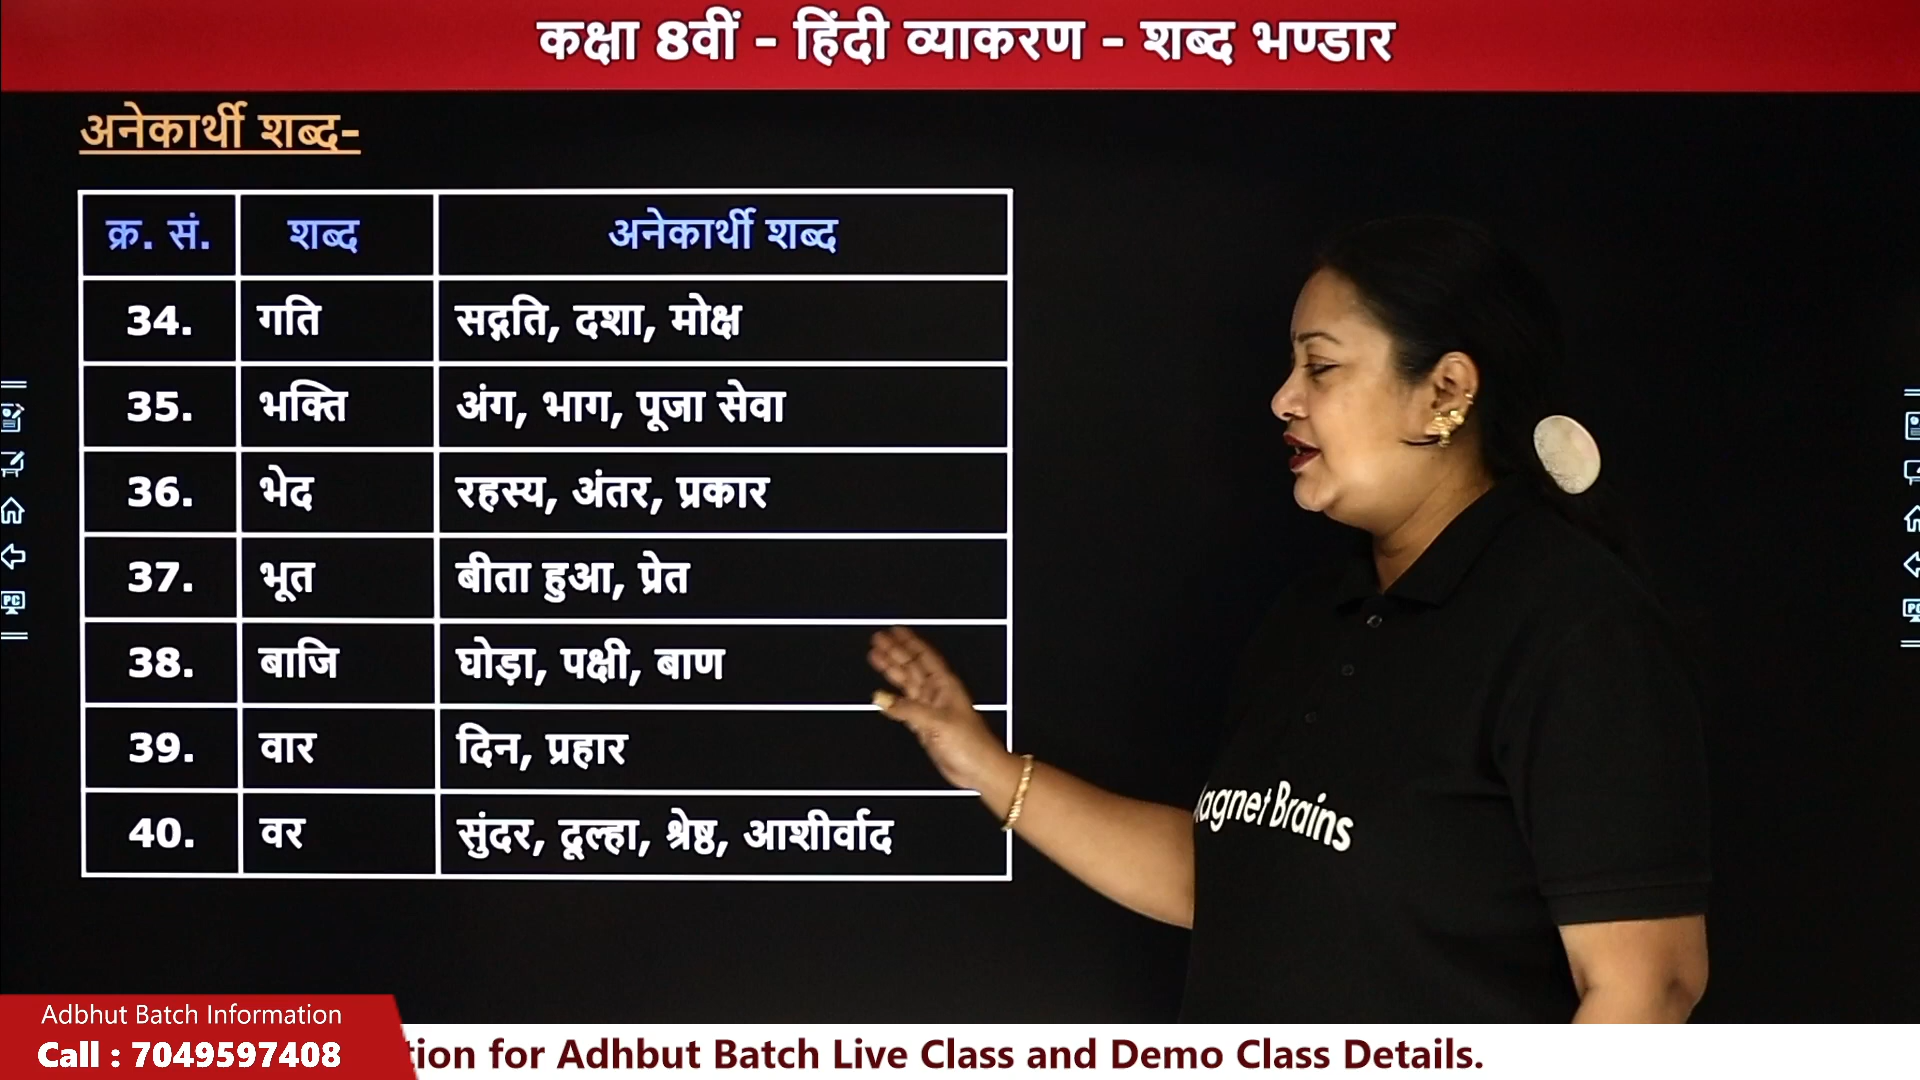 कक्षा 8वीं - हिंदी व्याकरण - शब्द भण्डार
अनेकार्थी शब्द-
क्र. सं. शब्द अनेकार्थी शब्द
34. गति सद्गति, दशा, मोक्ष
35. भक्ति अंग, भाग, पूजा सेवा
36. भेद रहस्य, अंतर, प्रकार
37. भूत बीता हुआ, प्रेत
38. बाजि घोड़ा, पक्षी, बाण
39. वार दिन, प्रहार
40. वर सुंदर, दूल्हा, श्रेष्ठ, आशीर्वाद
agnet Brains
PC
Adbhut Batch Information
Call : 7049597408
tion for Adhbut Batch Live Class and Demo Class Details.